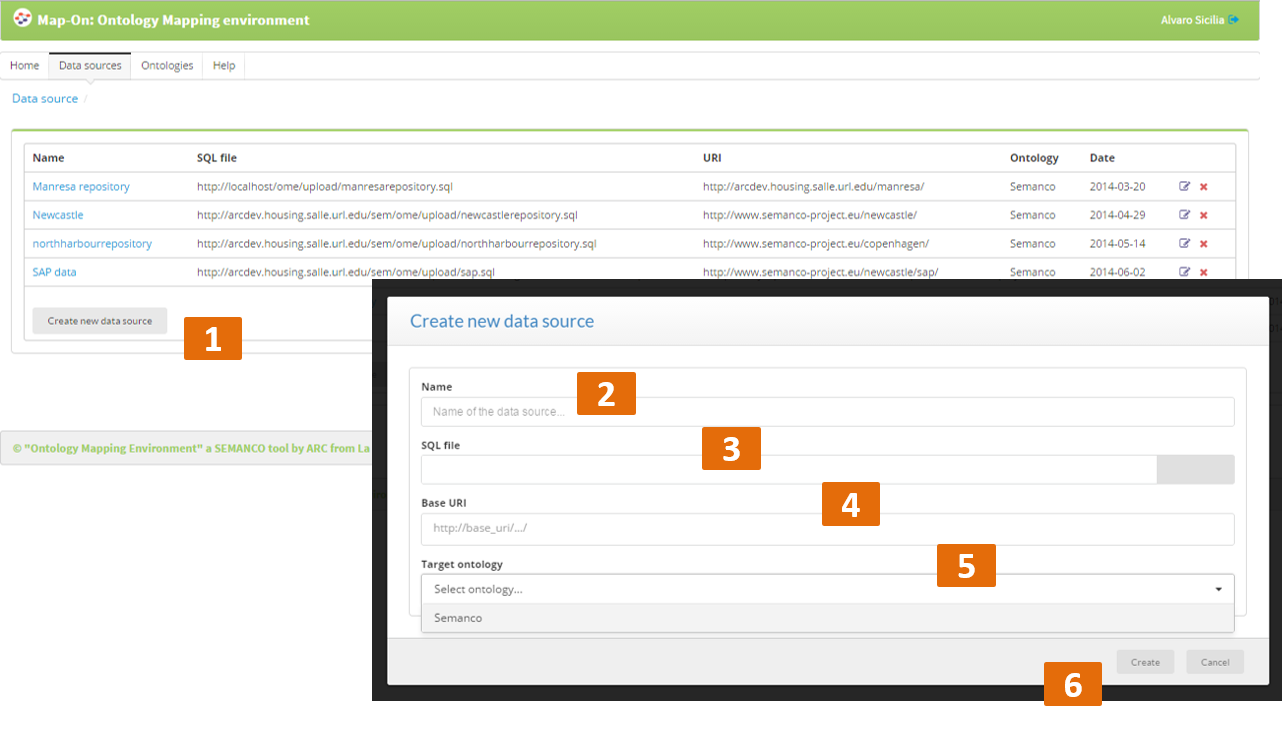 Map-On: Ontology Mapping environment
Alvaro Sicilia
Home Data sources Ontologies Help
Data source /
Name SQL file URI Ontology Date
Manresa repository http://localhost/ome/upload/manresarepository.sql http://arcdev.housing.salle.url.edu/manresa/ Semanco 2014-03-20
Newcastle http://arcdev.housing.salle.url.edu/sem/ome/upload/newcastlerepository.sql http://www.semanco-project.eu/newcastle/ Semanco 2014-04-29
northharbourrepository http://arcdev.housing.salle.url.edu/sem/ome/upload/northharbourrepository.sql http://www.semanco-project.eu/copenhagen/ Semanco 2014-05-14
SAP data http://arcdev.housing.salle.url.edu/sem/ome/upload/sap.sql http://www.semanco-project.eu/newcastle/sap/ Semanco 2014-06-02
Create new data source
1
© "Ontology Mapping Environment" a SEMANCO tool by ARC from La
Create new data source
Name
2
Name of the data source...
SQL file
3
Base URI
4
http://base_uri/.../
Target ontology
5
Select ontology...
Semanco
Create Cancel
6